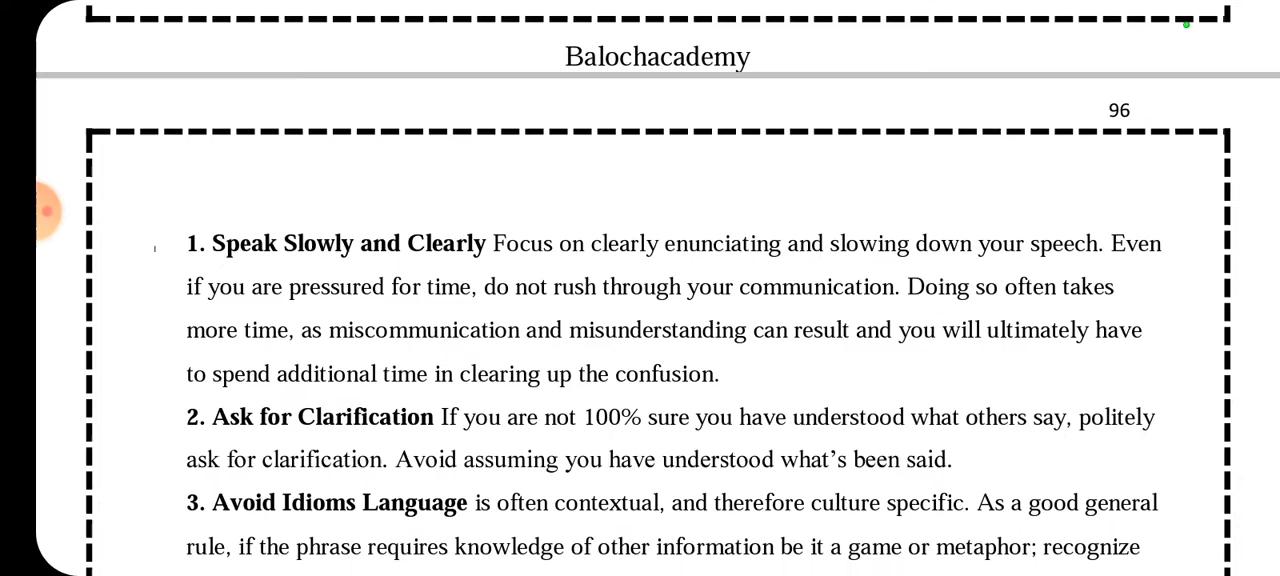 Balochacademy
96
1. Speak Slowly and Clearly Focus on clearly enunciating and slowing down your speech. Even
if you are pressured for time, do not rush through your communication. Doing so often takes
more time, as miscommunication and misunderstanding can result and you will ultimately have
to spend additional time in clearing up the confusion.
2. Ask for Clarification If you are not 100% sure you have understood what others say, politely
ask for clarification. Avoid assuming you have understood what’s been said.
3. Avoid Idioms Language is often contextual, and therefore culture specific. As a good general
rule, if the phrase requires knowledge of other information be it a game or metaphor; recognize